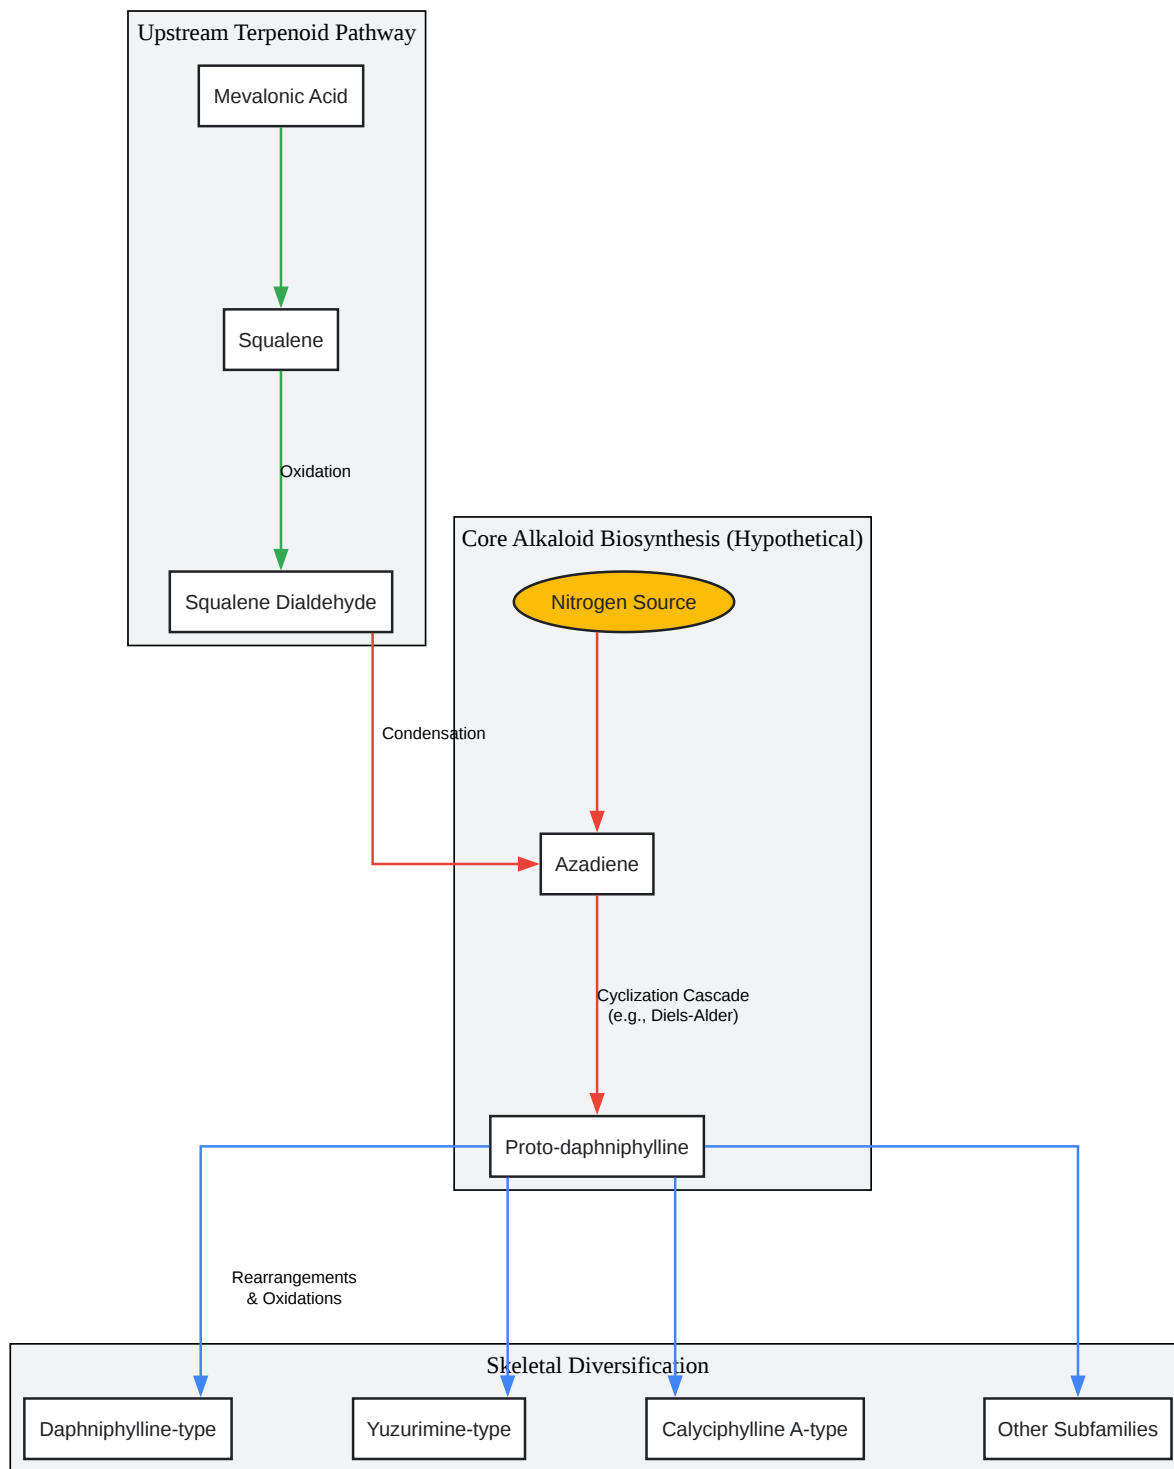 Upstream Terpenoid Pathway
Mevalonic Acid
Squalene
Oxidation
Squalene Dialdehyde
Core Alkaloid Biosynthesis (Hypothetical)
Nitrogen Source
Condensation
Azadiene
Cyclization Cascade
(e.g., Diels-Alder)
Proto-daphniphylline
Rearrangements
& Oxidations
Skeletal Diversification
Daphniphylline-type
Yuzurimine-type
Calyciphylline A-type
Other Subfamilies